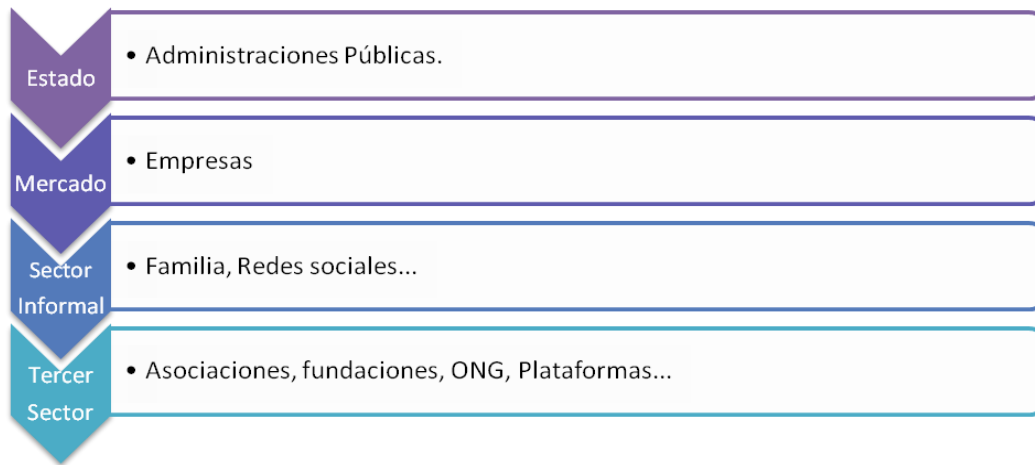 Estado
• Administraciones Públicas.
Mercado
• Empresas
Sector
Informal
• Familia, Redes sociales...
Tercer
Sector
• Asociaciones, fundaciones, ONG, Plataformas...